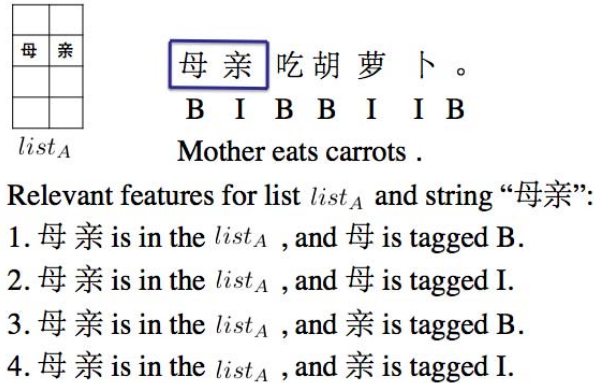 母 亲
list_A
母 亲 吃 胡 萝 卜 。
B I B B I I B
Mother eats carrots .
Relevant features for list list_A and string “母亲”:
1. 母 亲 is in the list_A , and 母 is tagged B.
2. 母 亲 is in the list_A , and 母 is tagged I.
3. 母 亲 is in the list_A , and 亲 is tagged B.
4. 母 亲 is in the list_A , and 亲 is tagged I.